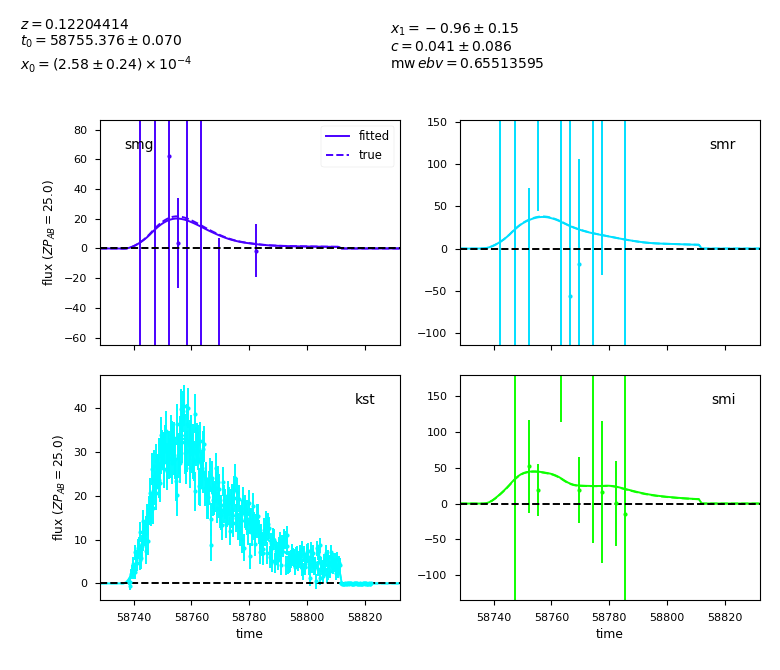 z = 0.12204414
t₀ = 58755.376 ± 0.070
x₀ = (2.58 ± 0.24) × 10⁻⁴
x₁ = −0.96 ± 0.15
c = 0.041 ± 0.086
mw ebv = 0.65513595
smg
fitted
true
80
60
40
20
0
−20
−40
−60
flux (ZP_AB = 25.0)
smr
150
100
50
0
−50
−100
kst
40
30
20
10
0
flux (ZP_AB = 25.0)
58740 58760 58780 58800 58820
time
smi
150
100
50
0
−50
−100
58740 58760 58780 58800 58820
time